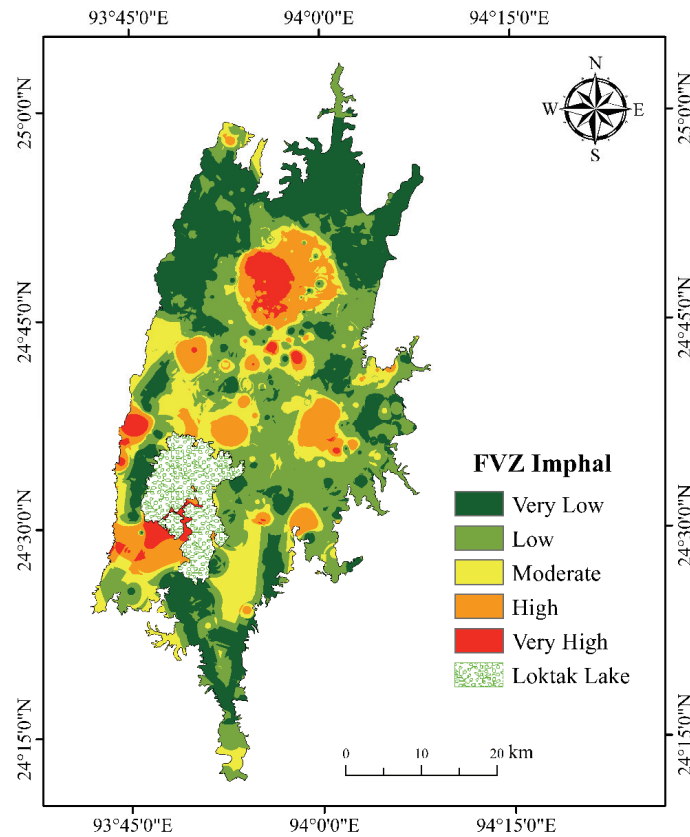 93°45'0"E 94°0'0"E 94°15'0"E
25°0'0"N
25°0'0"N
N
W E
S
24°45'0"N
24°45'0"N
FVZ Imphal
Very Low
Low
Moderate
High
Very High
Loktak Lake
24°30'0"N
24°30'0"N
0 10 20 km
24°15'0"N
24°15'0"N
93°45'0"E 94°0'0"E 94°15'0"E